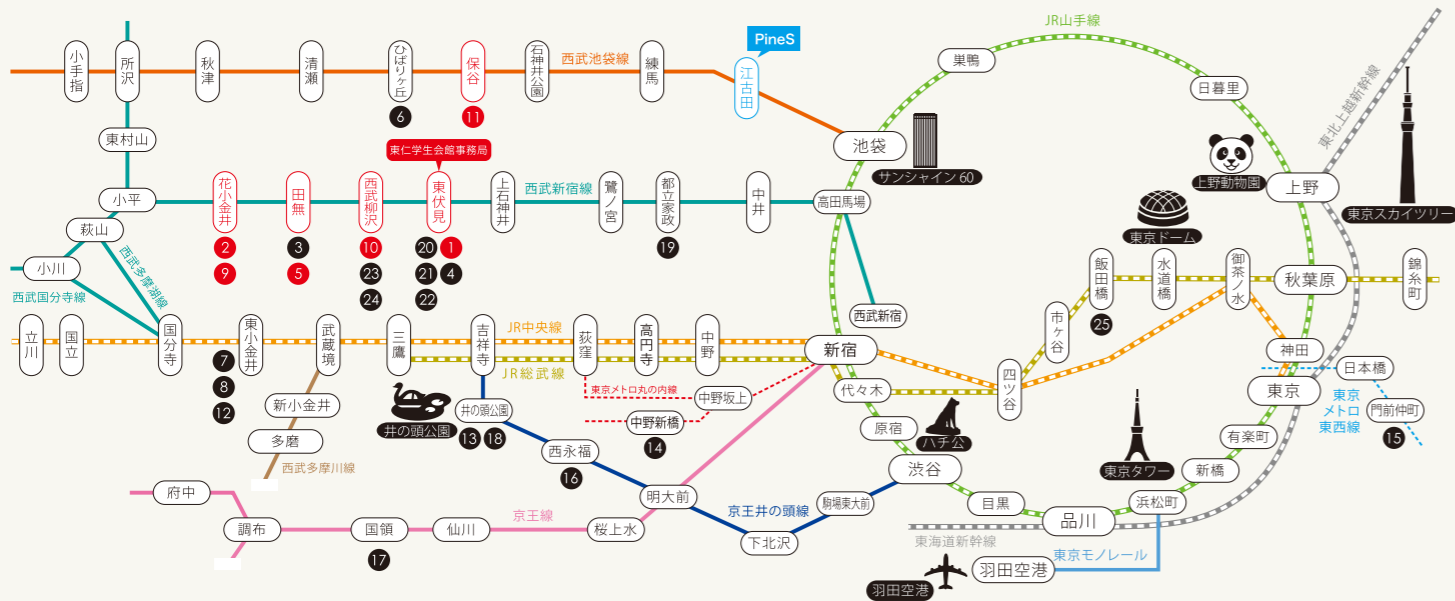 JR山手線
PineS
西武池袋線
小手指
所沢
秋津
清瀬
ひばりヶ丘
保谷
石神井公園
練馬
江古田
巣鴨
日暮里
東北上越新幹線
6
11
東村山
池袋
サンシャイン60
上野動物園
上野
東京スカイツリー
東仁学生会館事務局
西武新宿線
小平
花小金井
田無
西武柳沢
東伏見
上石神井
鷺ノ宮
都立家政
中井
高田馬場
東京ドーム
萩山
2
3
10
20
1
19
小川
9
5
23
21
4
24
22
西武多摩湖線
西武国分寺線
飯田橋
水道橋
御茶ノ水
秋葉原
錦糸町
西武新宿
市ヶ谷
25
立川
国立
国分寺
東小金井
武蔵境
三鷹
吉祥寺
JR中央線
荻窪
高円寺
中野
新宿
神田
7
8
12
JR総武線
四ツ谷
日本橋
東京メトロ丸の内線
代々木
東京
東京
メトロ
東西線
新小金井
井の頭公園
井の頭公園
中野坂上
門前仲町
15
多磨
13
18
中野新橋
14
原宿
ハチ公
有楽町
西武多摩川線
西永福
16
渋谷
東京タワー
新橋
府中
明大前
駒場東大前
目黒
浜松町
調布
国領
仙川
京王線
桜上水
京王井の頭線
品川
17
下北沢
東海道新幹線
東京モノレール
羽田空港
羽田空港